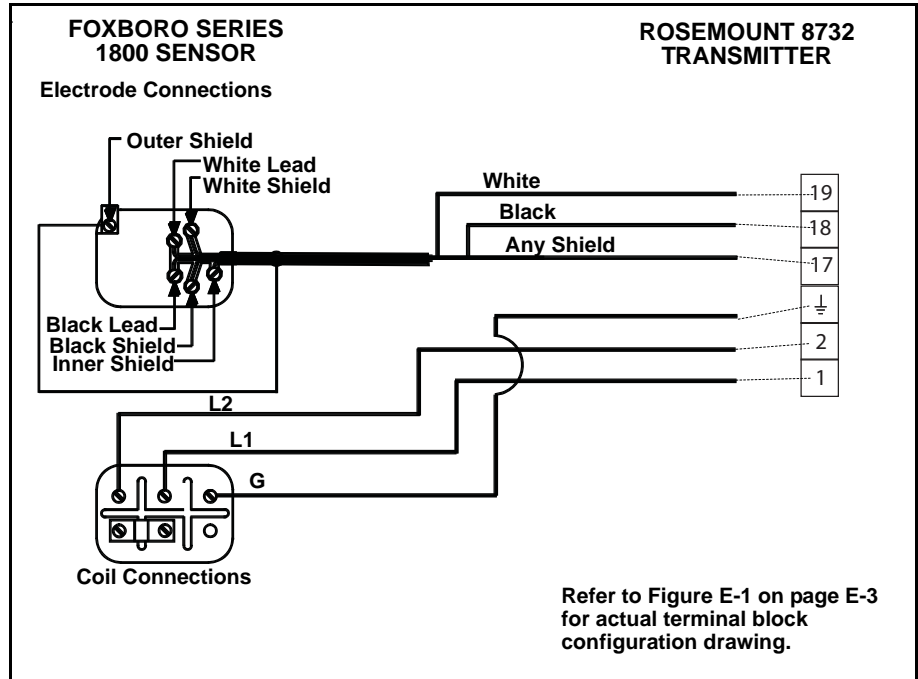 FOXBORO SERIES
1800 SENSOR
ROSEMOUNT 8732
TRANSMITTER
Electrode Connections
Outer Shield
White Lead
White Shield
White
19
Black
18
Any Shield
17
Black Lead
Black Shield
Inner Shield
2
1
L2
L1
G
Coil Connections
Refer to Figure E-1 on page E-3
for actual terminal block
configuration drawing.